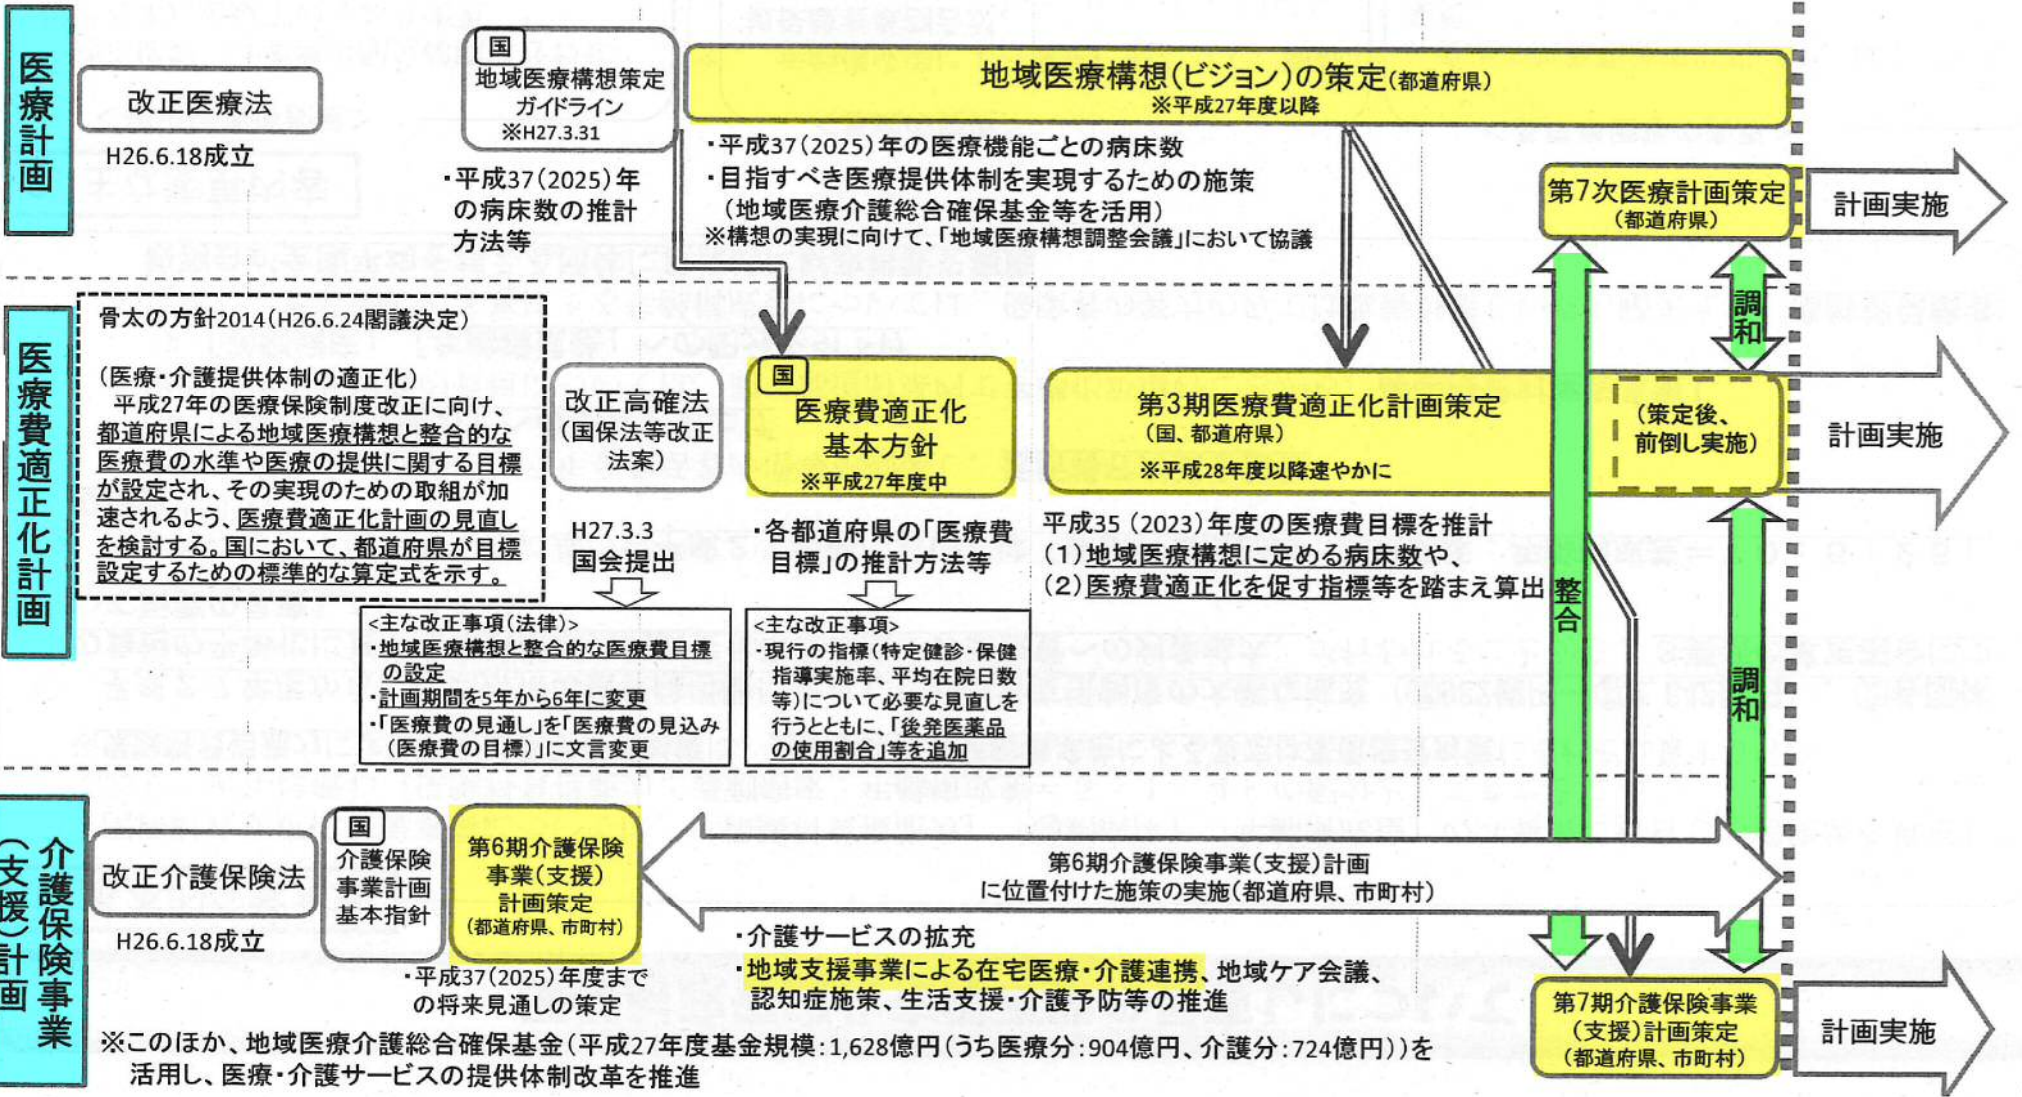 医療計画
改正医療法
H26.6.18成立
国
地域医療構想策定
ガイドライン
※H27.3.31
・平成37(2025)年
の病床数の推計
方法等
地域医療構想(ビジョン)の策定(都道府県)
※平成27年度以降
・平成37(2025)年の医療機能ごとの病床数
・目指すべき医療提供体制を実現するための施策
(地域医療介護総合確保基金等を活用)
※構想の実現に向けて、「地域医療構想調整会議」において協議
第7次医療計画策定
(都道府県)
計画実施
調和
医療費適正化計画
骨太の方針2014(H26.6.24閣議決定)
(医療・介護提供体制の適正化)
平成27年の医療保険制度改正に向け、
都道府県による地域医療構想と整合的な
医療費の水準や医療の提供に関する目標
が設定され、その実現のための取組が加
速されるよう、医療費適正化計画の見直し
を検討する。国において、都道府県が目標
設定するための標準的な算定式を示す。
改正高確法
(国保法等改正
法案)
H27.3.3
国会提出
<主な改正事項(法律)>
・地域医療構想と整合的な医療費目標
の設定
・計画期間を5年から6年に変更
・「医療費の見通し」を「医療費の見込み
(医療費の目標)」に文言変更
国
医療費適正化
基本方針
※平成27年度中
・各都道府県の「医療費
目標」の推計方法等
<主な改正事項>
・現行の指標(特定健診・保健
指導実施率、平均在院日数
等)について必要な見直しを
行うとともに、「後発医薬品
の使用割合」等を追加
第3期医療費適正化計画策定
(国、都道府県)
※平成28年度以降速やかに
(策定後、
前倒し実施)
計画実施
平成35(2023)年度の医療費目標を推計
(1)地域医療構想に定める病床数や、
(2)医療費適正化を促す指標等を踏まえ算出
整合
調和
介護保険事業
(支援)計画
改正介護保険法
H26.6.18成立
国
介護保険
事業計画
基本指針
第6期介護保険
事業(支援)
計画策定
(都道府県、市町村)
・平成37(2025)年度まで
の将来見通しの策定
第6期介護保険事業(支援)計画
に位置付けた施策の実施(都道府県、市町村)
・介護サービスの拡充
・地域支援事業による在宅医療・介護連携、地域ケア会議、
認知症施策、生活支援・介護予防等の推進
第7期介護保険事業
(支援)計画策定
(都道府県、市町村)
計画実施
※このほか、地域医療介護総合確保基金(平成27年度基金規模:1,628億円(うち医療分:904億円、介護分:724億円))を
活用し、医療・介護サービスの提供体制改革を推進